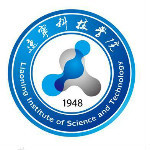 辽宁科技学院
Liaoning Institute of Science and Technology
1948